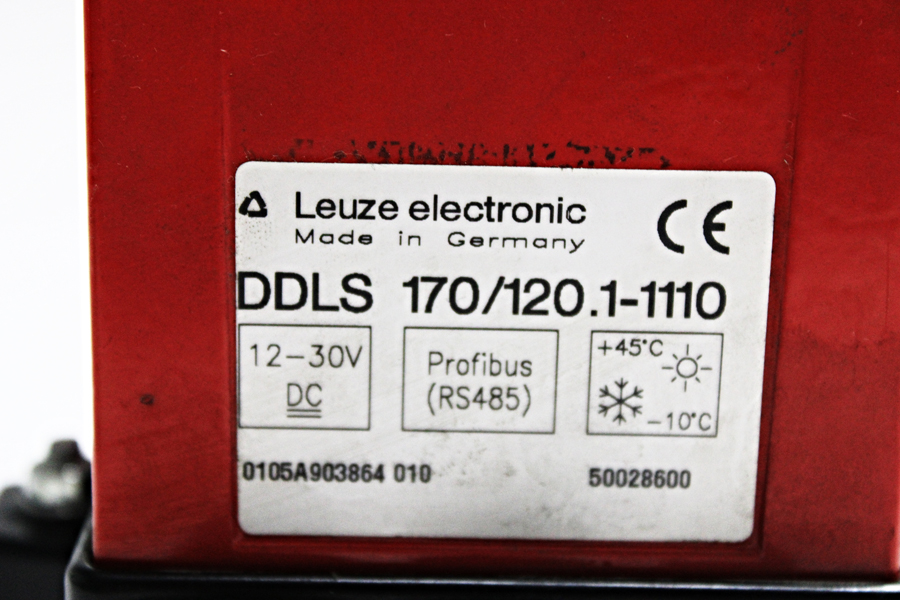 Leuze electronic
Made in Germany
CE
DDLS 170/120.1-1110
12-30V
DC
Profibus
(RS485)
+45°C
-10°C
0105A903864 010
50028600